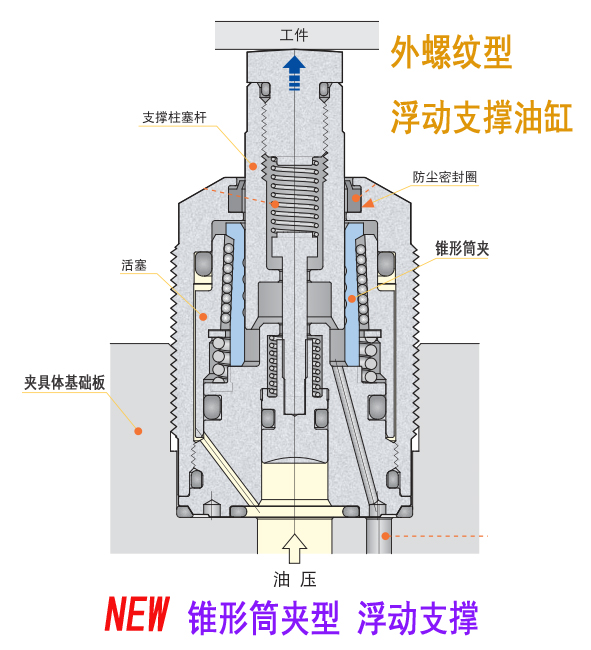 工件
外螺纹型
浮动支撑油缸
支撑柱塞杆
防尘密封圈
锥形筒夹
活塞
夹具体基础板
油 压
NEW 锥形筒夹型 浮动支撑